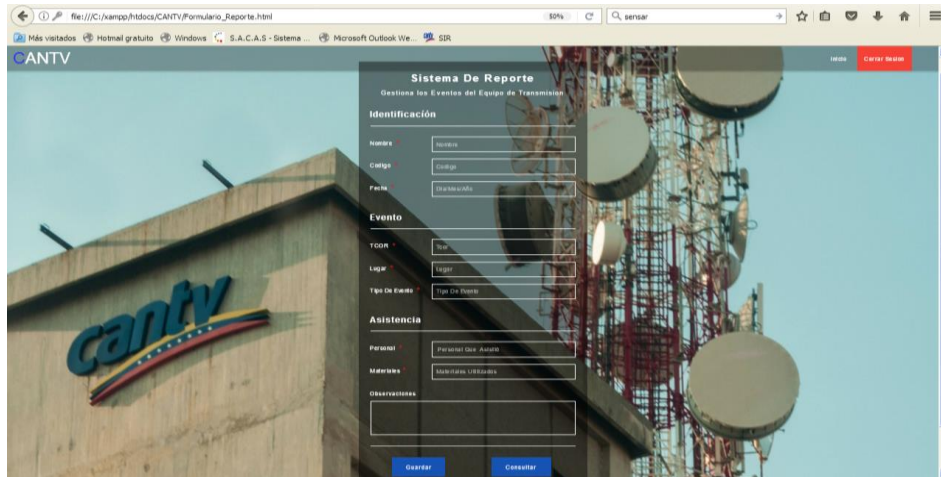 file:///C:/xampp/htdocs/CANTV/Formulario_Reporte.html 50% sensar
Más visitados Hotmail gratuito Windows S.A.C.A.S - Sistema ... Microsoft Outlook We... SIR
CANTV Inicio Cerrar Sesion
Sistema De Reporte
Gestiona los Eventos del Equipo de Transmision
Identificación
Nombre * Nombre
Codigo * Codigo
Fecha * Dia/Mes/Año
Evento
TCOR * Tcor
Lugar * Lugar
Tipo De Evento * Tipo De Evento
Asistencia
Personal * Personal Que Asistió
Materiales * Materiales Utilizados
Observaciones
Guardar Consultar
cantv